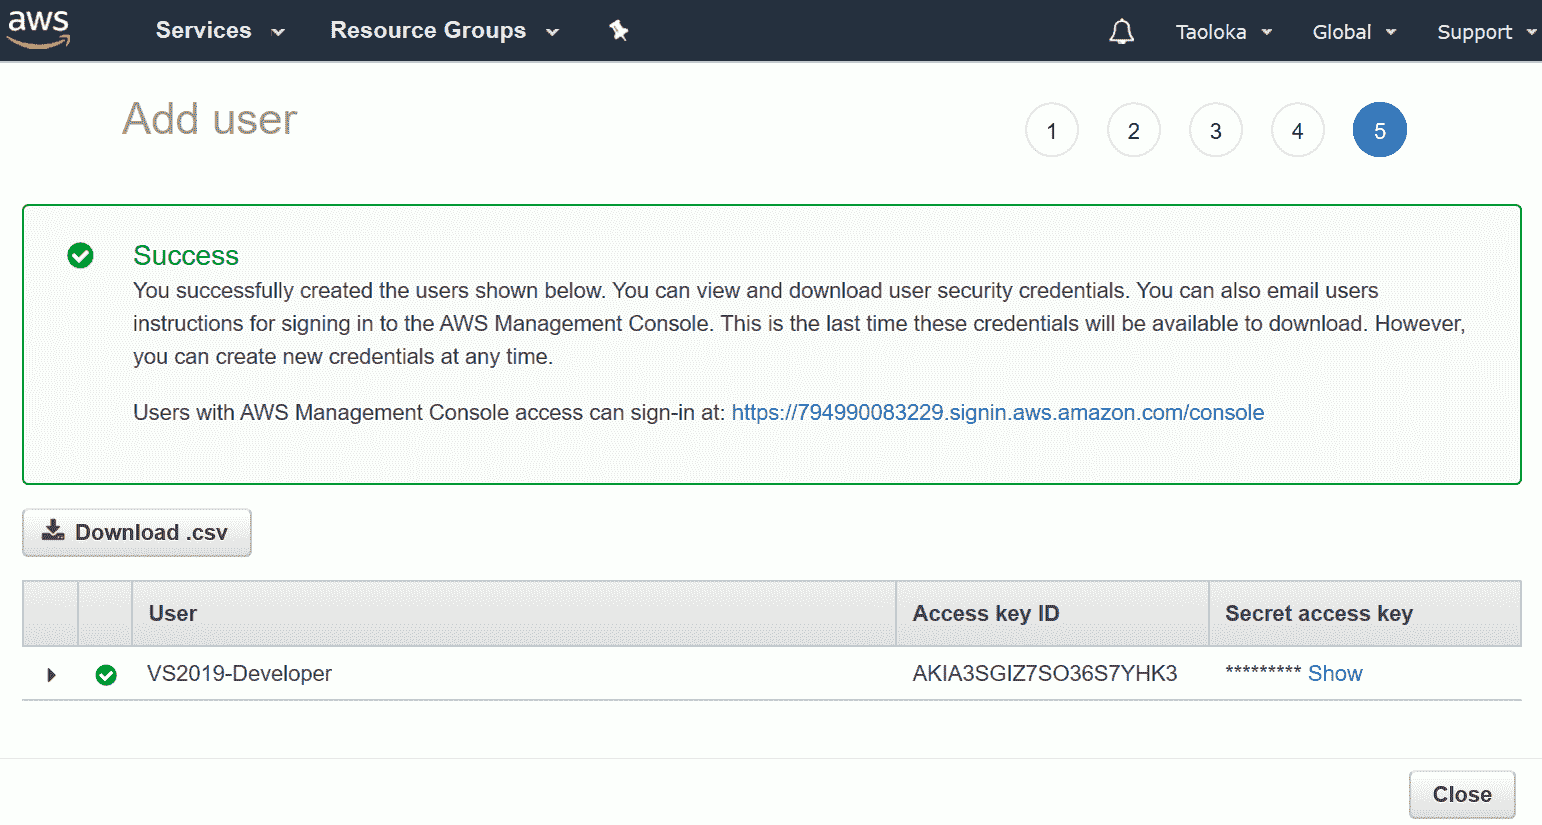 aws Services Resource Groups Taoloka Global Support
Add user 1 2 3 4 5
Success
You successfully created the users shown below. You can view and download user security credentials. You can also email users
instructions for signing in to the AWS Management Console. This is the last time these credentials will be available to download. However,
you can create new credentials at any time.
Users with AWS Management Console access can sign-in at: https://794990083229.signin.aws.amazon.com/console
Download .csv
User Access key ID Secret access key
VS2019-Developer AKIA3SGIZ7SO36S7YHK3 ********* Show
Close